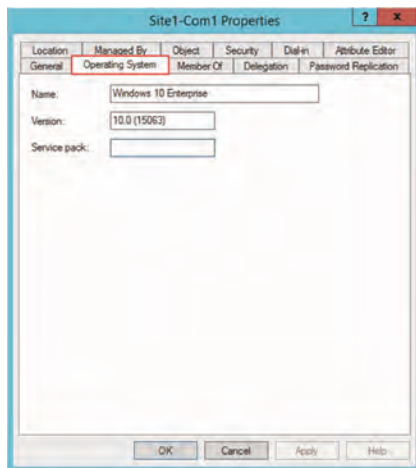 Site1-Com1 Properties
?
x
Location Managed By Object Security Dial-in Attribute Editor
General Operating System Member Of Delegation Password Replication
Name: Windows 10 Enterprise
Version: 10.0 (15063)
Service pack:
OK Cancel Apply Help